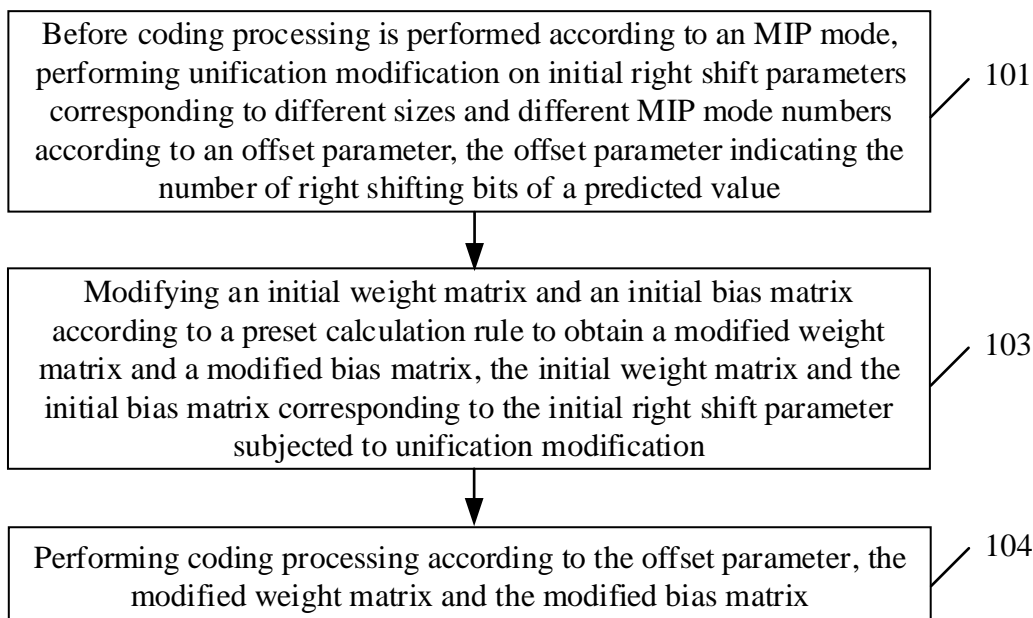 Before coding processing is performed according to an MIP mode,
performing unification modification on initial right shift parameters
corresponding to different sizes and different MIP mode numbers
according to an offset parameter, the offset parameter indicating the
number of right shifting bits of a predicted value
101
Modifying an initial weight matrix and an initial bias matrix
according to a preset calculation rule to obtain a modified weight
matrix and a modified bias matrix, the initial weight matrix and the
initial bias matrix corresponding to the initial right shift parameter
subjected to unification modification
103
Performing coding processing according to the offset parameter, the
modified weight matrix and the modified bias matrix
104